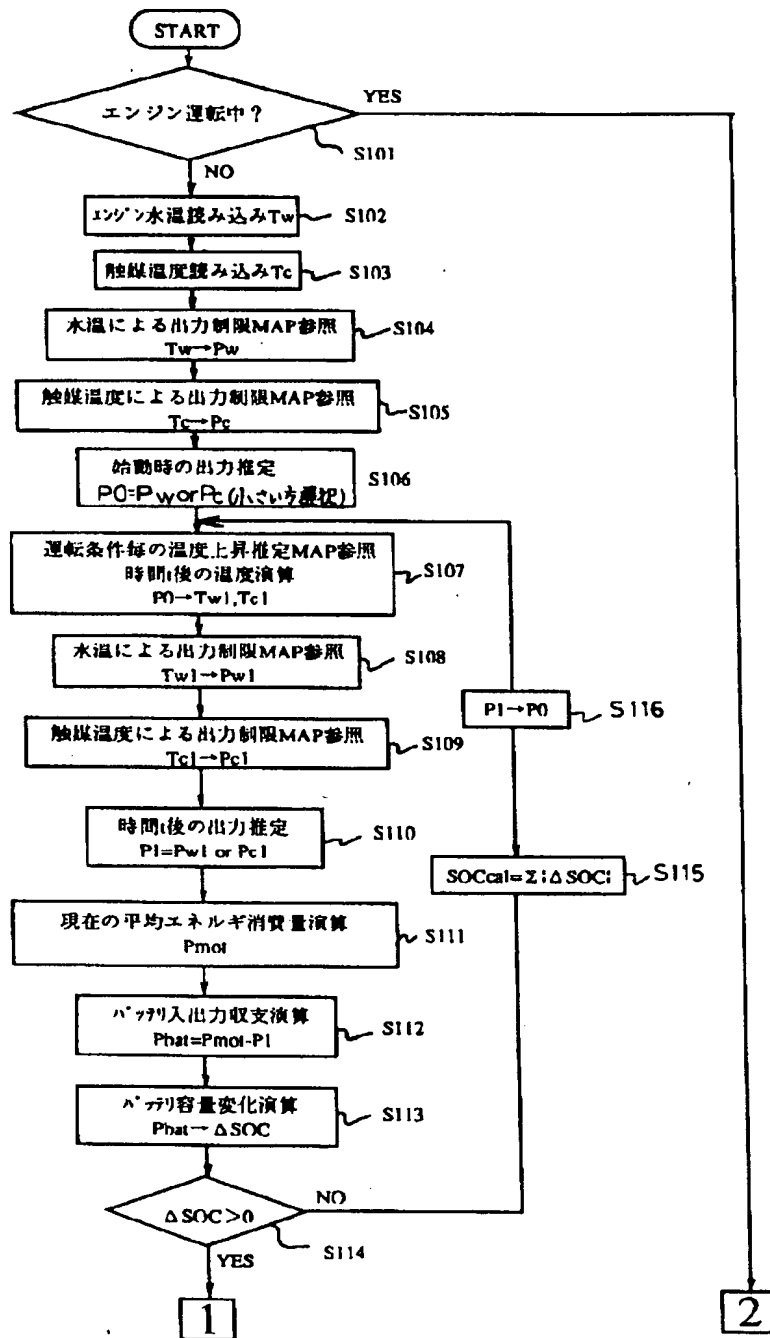 START
エンジン運転中？
YES
S101
NO
エンジン水温読み込みTw
S102
触媒温度読み込みTc
S103
水温による出力制限MAP参照
Tw→Pw
S104
触媒温度による出力制限MAP参照
Tc→Pc
S105
始動時の出力推定
P0=PworPc(小さい方選択)
S106
運転条件毎の温度上昇推定MAP参照
時間t後の温度演算
P0→Tw1,Tc1
S107
水温による出力制限MAP参照
Tw1→Pw1
S108
触媒温度による出力制限MAP参照
Tc1→Pc1
S109
P1→P0
S116
時間t後の出力推定
P1=Pw1 or Pc1
S110
SOCcal=Σ|ΔSOC|
S115
現在の平均エネルギ消費量演算
Pmot
S111
バッテリ入出力収支演算
Pbat=Pmot-P1
S112
バッテリ容量変化演算
Pbat→ΔSOC
S113
ΔSOC>0
NO
S114
YES
1
2